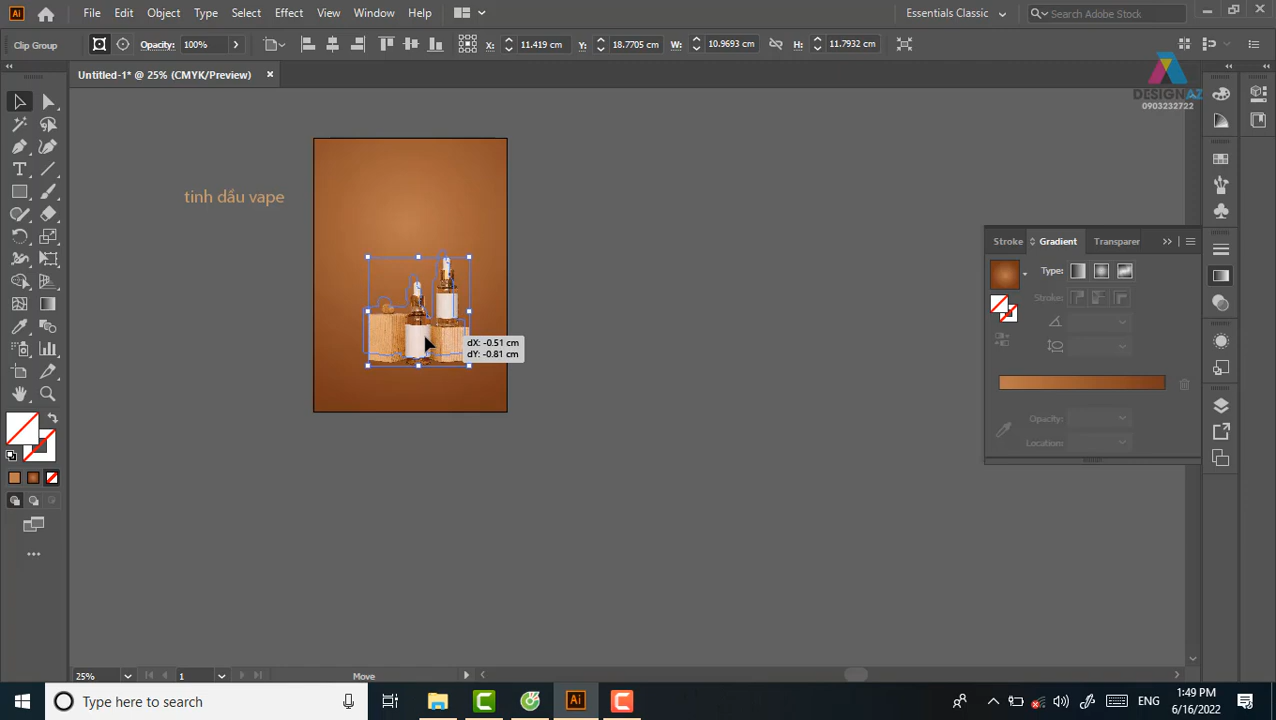 Ai File Edit Object Type Select Effect View Window Help Essentials Classic Search Adobe Stock
Clip Group Opacity: 100% X: 11.419 cm Y: 18.7705 cm W: 10.9693 cm H: 11.7932 cm
Untitled-1* @ 25% (CMYK/Preview)
DESIGNAZ
0903232722
tinh dầu vape
Stroke Gradient Transparer
Type:
Stroke:
dX: -0.51 cm
dY: -0.81 cm
Opacity:
Location:
25% 1 Move
Type here to search
Ai
ENG
1:49 PM
6/16/2022